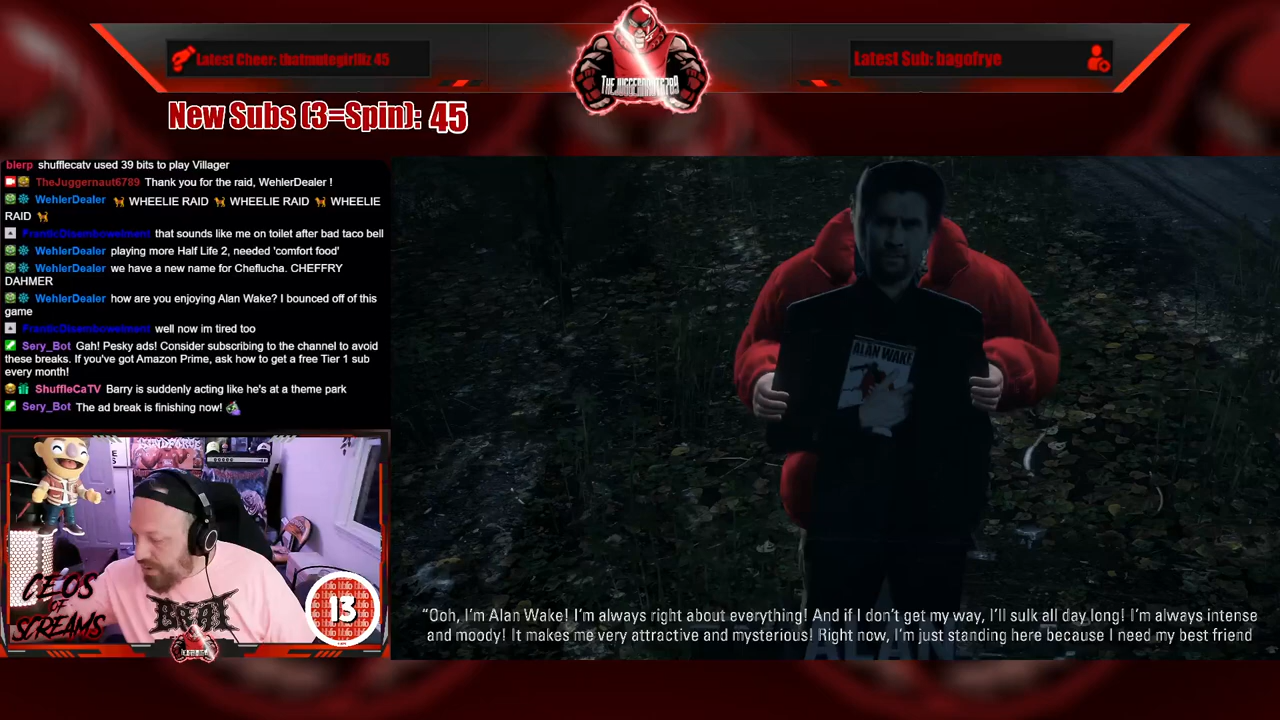 Latest Cheer: thatmutegirlliz 45
THEJUGGERNAUT6789
Latest Sub: bagofrye
New Subs (3=Spin): 45
blerp shufflecatv used 39 bits to play Villager
TheJuggernaut6789 Thank you for the raid, WehlerDealer !
WehlerDealer WHEELIE RAID WHEELIE RAID WHEELIE
RAID
FranticDisembowelment that sounds like me on toilet after bad taco bell
WehlerDealer playing more Half Life 2, needed 'comfort food'
WehlerDealer we have a new name for Cheflucha. CHEFFRY
DAHMER
WehlerDealer how are you enjoying Alan Wake? I bounced off of this
game
FranticDisembowelment well now im tired too
Sery_Bot Gah! Pesky ads! Consider subscribing to the channel to avoid
these breaks. If you've got Amazon Prime, ask how to get a free Tier 1 sub
every month!
ShuffleCaTV Barry is suddenly acting like he's at a theme park
Sery_Bot The ad break is finishing now!
ALAN WAKE
CEOS
OF
SCREAMS
13
“Ooh, I'm Alan Wake! I'm always right about everything! And if I don't get my way, I'll sulk all day long! I'm always intense
and moody! It makes me very attractive and mysterious! Right now, I'm just standing here because I need my best friend
ALAN